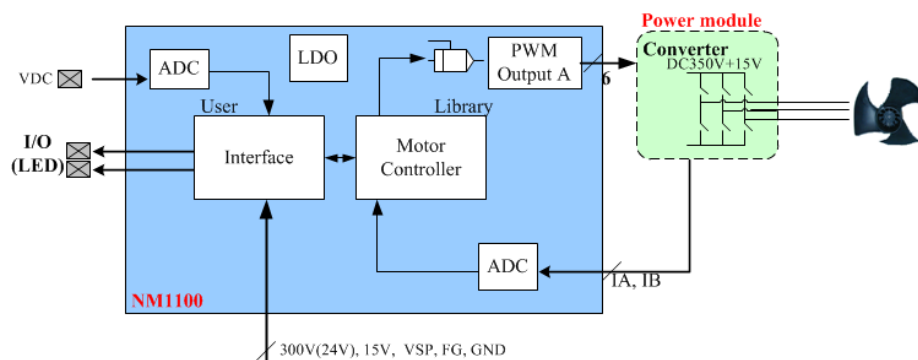 Power module
Converter
DC350V+15V
LDO
PWM
Output A
6
VDC
ADC
User
Library
I/O
(LED)
Interface
Motor
Controller
ADC
IA, IB
NM1100
300V(24V), 15V, VSP, FG, GND